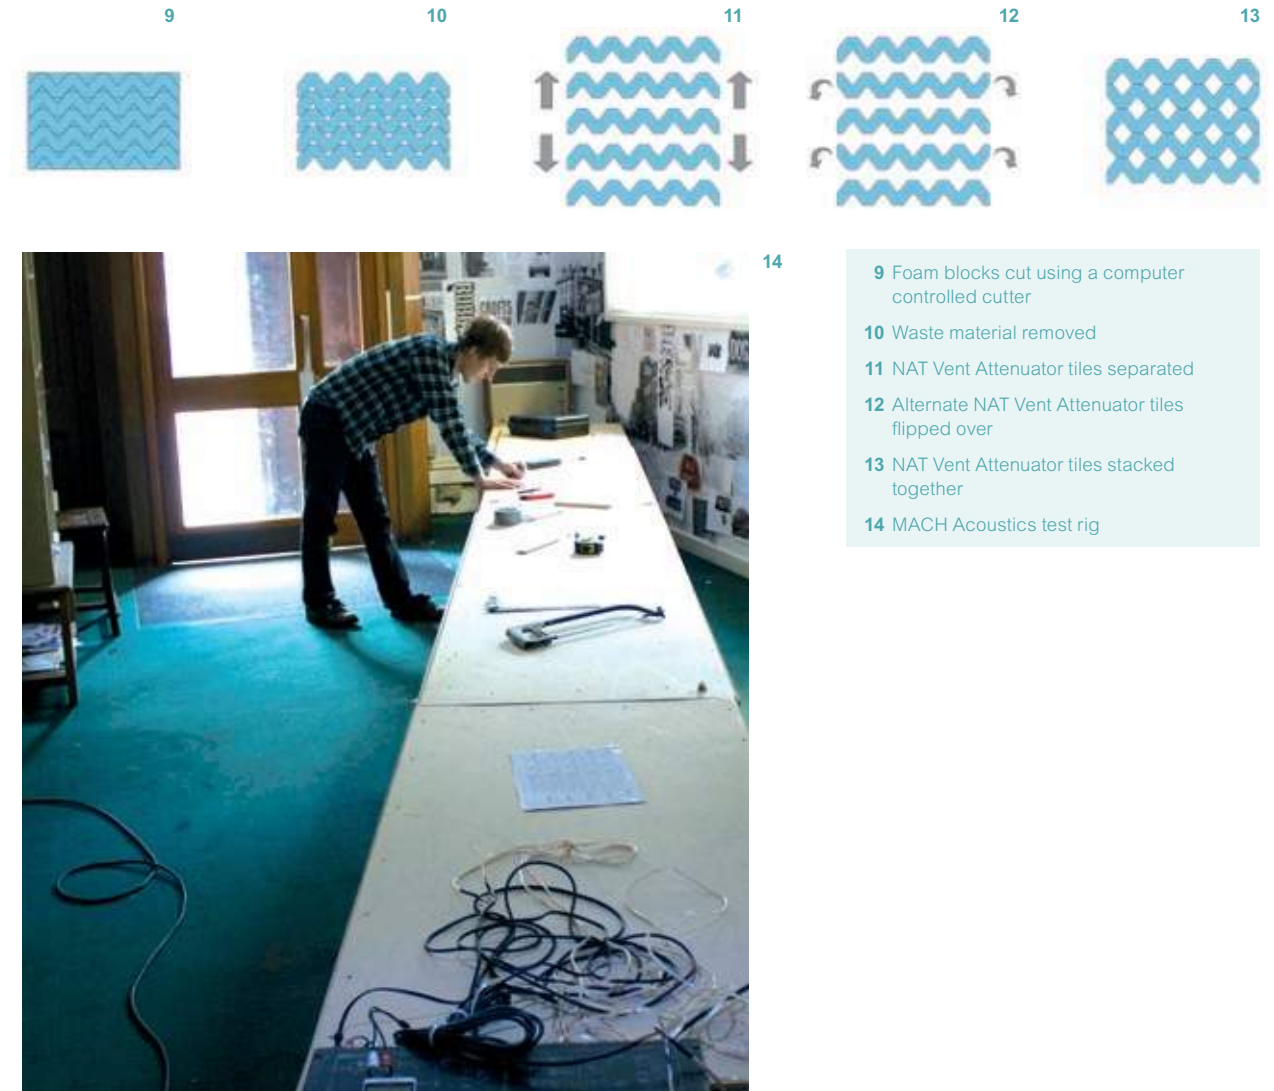 9
10
11
12
13
14
9 Foam blocks cut using a computer
controlled cutter
10 Waste material removed
11 NAT Vent Attenuator tiles separated
12 Alternate NAT Vent Attenuator tiles
flipped over
13 NAT Vent Attenuator tiles stacked
together
14 MACH Acoustics test rig
CRAFTS